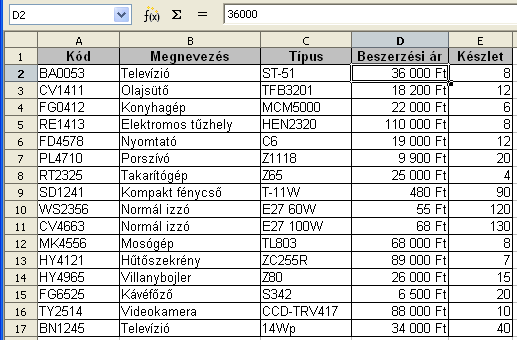 D2 f(x) Σ = 36000
A B C D E
1 Kód Megnevezés Típus Beszerzési ár Készlet
2 BA0053 Televízió ST-51 36 000 Ft 8
3 CV1411 Olajsütő TFB3201 18 200 Ft 12
4 FG0412 Konyhagép MCM5000 22 000 Ft 6
5 RE1413 Elektromos tűzhely HEN2320 110 000 Ft 8
6 FD4578 Nyomtató C6 19 000 Ft 12
7 PL4710 Porszívó Z1118 9 900 Ft 20
8 RT2325 Takarítógép Z65 25 000 Ft 4
9 SD1241 Kompakt fénycső T-11W 480 Ft 90
10 WS2356 Normál izzó E27 60W 55 Ft 120
11 CV4663 Normál izzó E27 100W 68 Ft 130
12 MK4556 Mosógép TL803 68 000 Ft 8
13 HY4121 Hűtőszekrény ZC255R 89 000 Ft 7
14 HY4965 Villanybojler Z80 26 000 Ft 15
15 FG6525 Kávéfőző S342 6 500 Ft 20
16 TY2514 Videokamera CCD-TRV417 88 000 Ft 10
17 BN1245 Televízió 14Wp 34 000 Ft 40